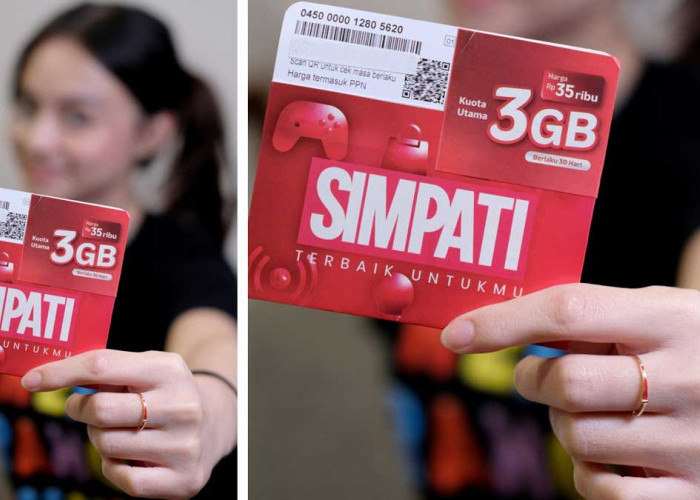 Harga
Rp 35 ribu
Kuota
Utama
3GB
Berlaku 30 Hari
PATI
UNTUKMU
0450 0000 1280 5620
Scan QR untuk cek masa berlaku
Harga termasuk PPN
Harga
Rp 35 ribu
Kuota
Utama
3GB
Berlaku 30 Hari
SIMPATI
TERBAIK UNTUKMU